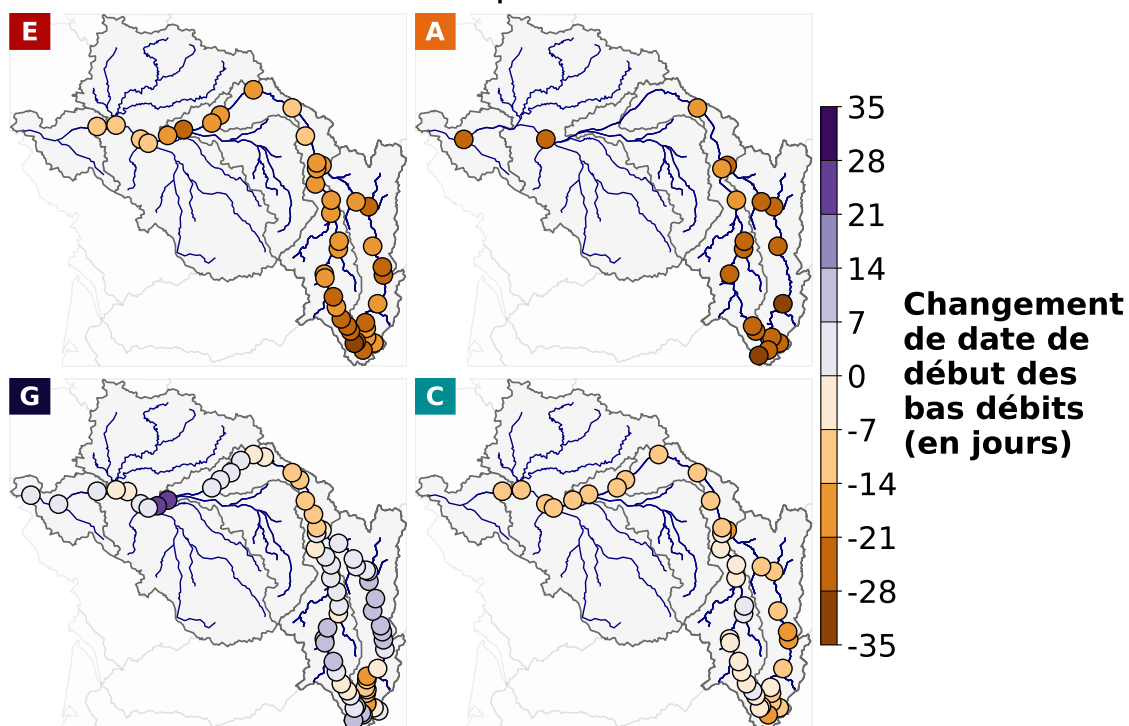 E
A
G
C
35
28
21
14
7
0
-7
-14
-21
-28
-35
Changement
de date de
début des
bas débits
(en jours)